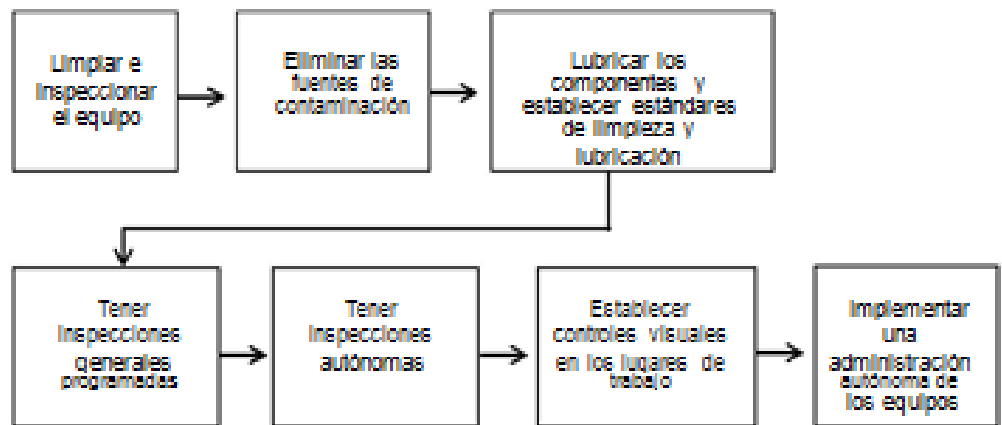 Limpiar e
inspeccionar
el equipo
Eliminar las
fuentes de
contaminación
Lubricar los
componentes y
establecer estándares
de limpieza y
lubricación
Tener
inspecciones
generales
programadas
Tener
inspecciones
autónomas
Establecer
controles visuales
en los lugares de
trabajo
Implementar
una
administración
autónoma de
los equipos